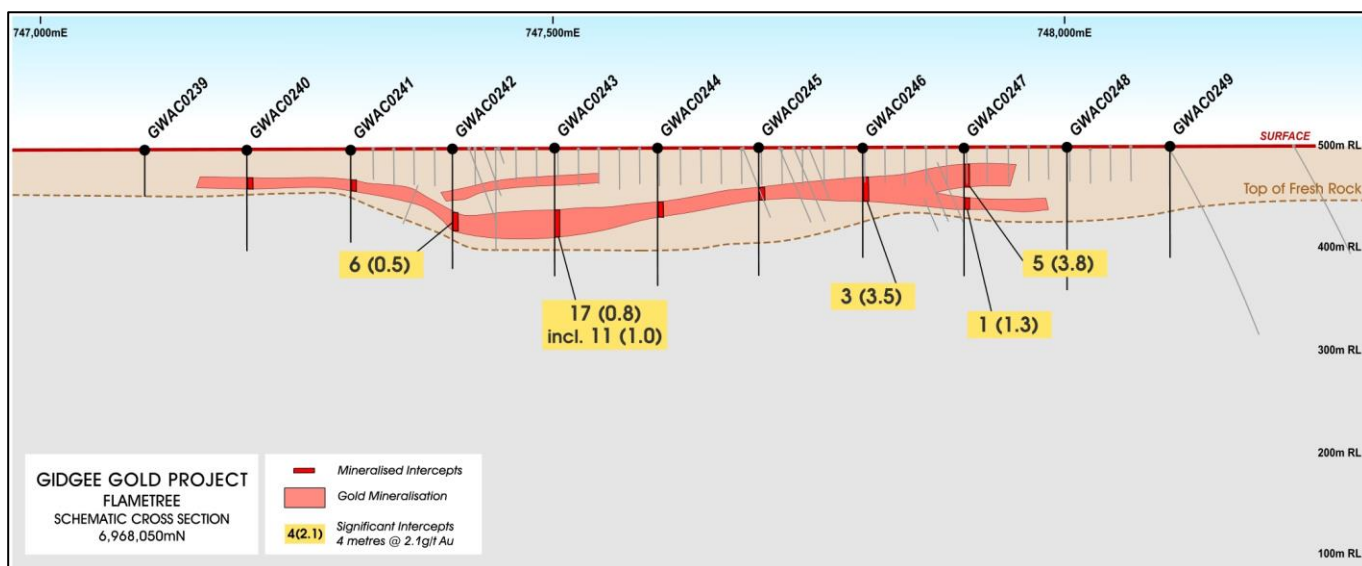 747,000mE
747,500mE
748,000mE
GWAC0239
GWAC0240
GWAC0241
GWAC0242
GWAC0243
GWAC0244
GWAC0245
GWAC0246
GWAC0247
GWAC0248
GWAC0249
SURFACE
500m RL
Top of Fresh Rock
400m RL
6 (0.5)
5 (3.8)
3 (3.5)
17 (0.8)
incl. 11 (1.0)
1 (1.3)
300m RL
200m RL
100m RL
GIDGEE GOLD PROJECT
FLAMETREE
SCHEMATIC CROSS SECTION
6,968,050mN
Mineralised Intercepts
Gold Mineralisation
4(2.1)
Significant Intercepts
4 metres @ 2.1g/t Au